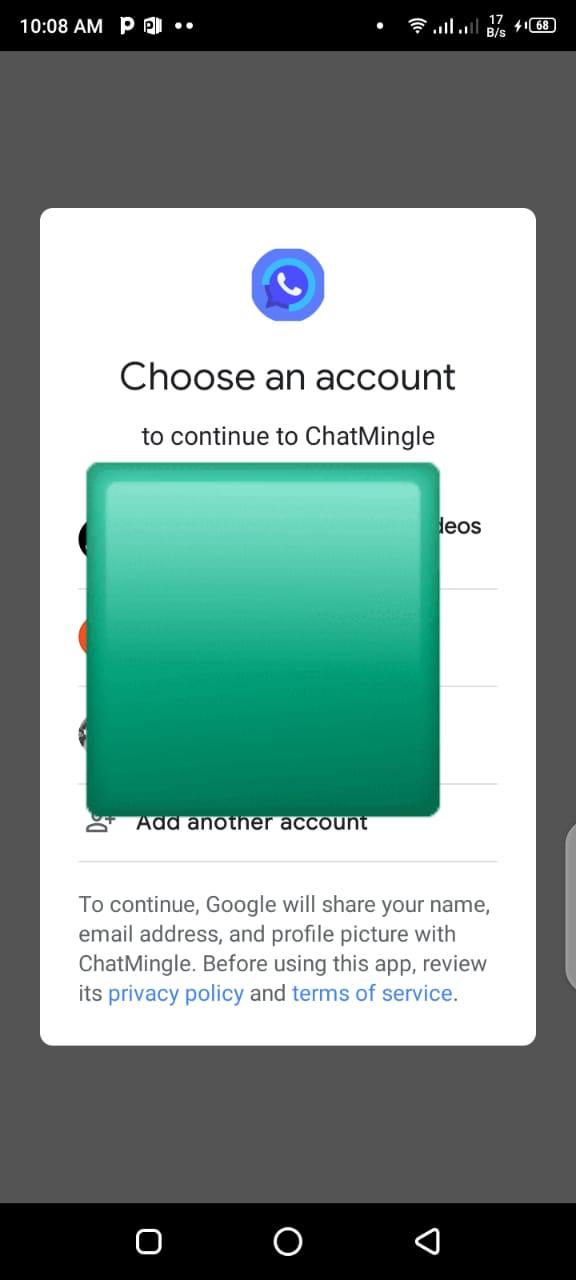 10:08 AM
17
B/s
68
Choose an account
to continue to ChatMingle
Add another account
To continue, Google will share your name,
email address, and profile picture with
ChatMingle. Before using this app, review
its privacy policy and terms of service.